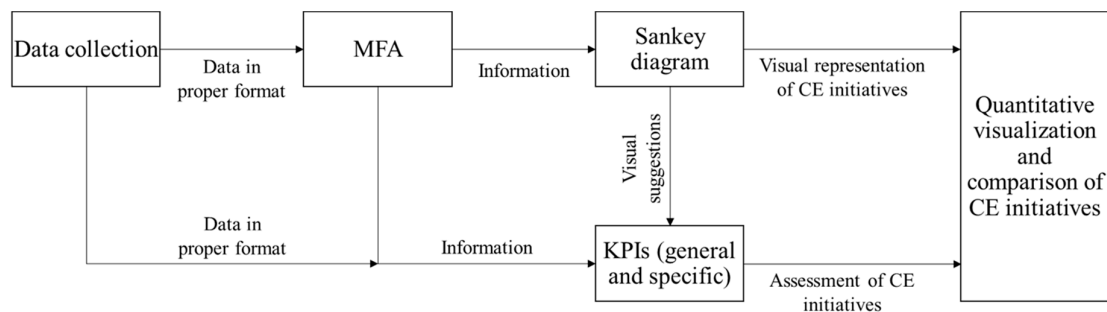 Data collection
Data in
proper format
MFA
Information
Sankey
diagram
Visual representation
of CE initiatives
Visual
suggestions
Data in
proper format
Information
KPIs (general
and specific)
Assessment of CE
initiatives
Quantitative
visualization
and
comparison of
CE initiatives